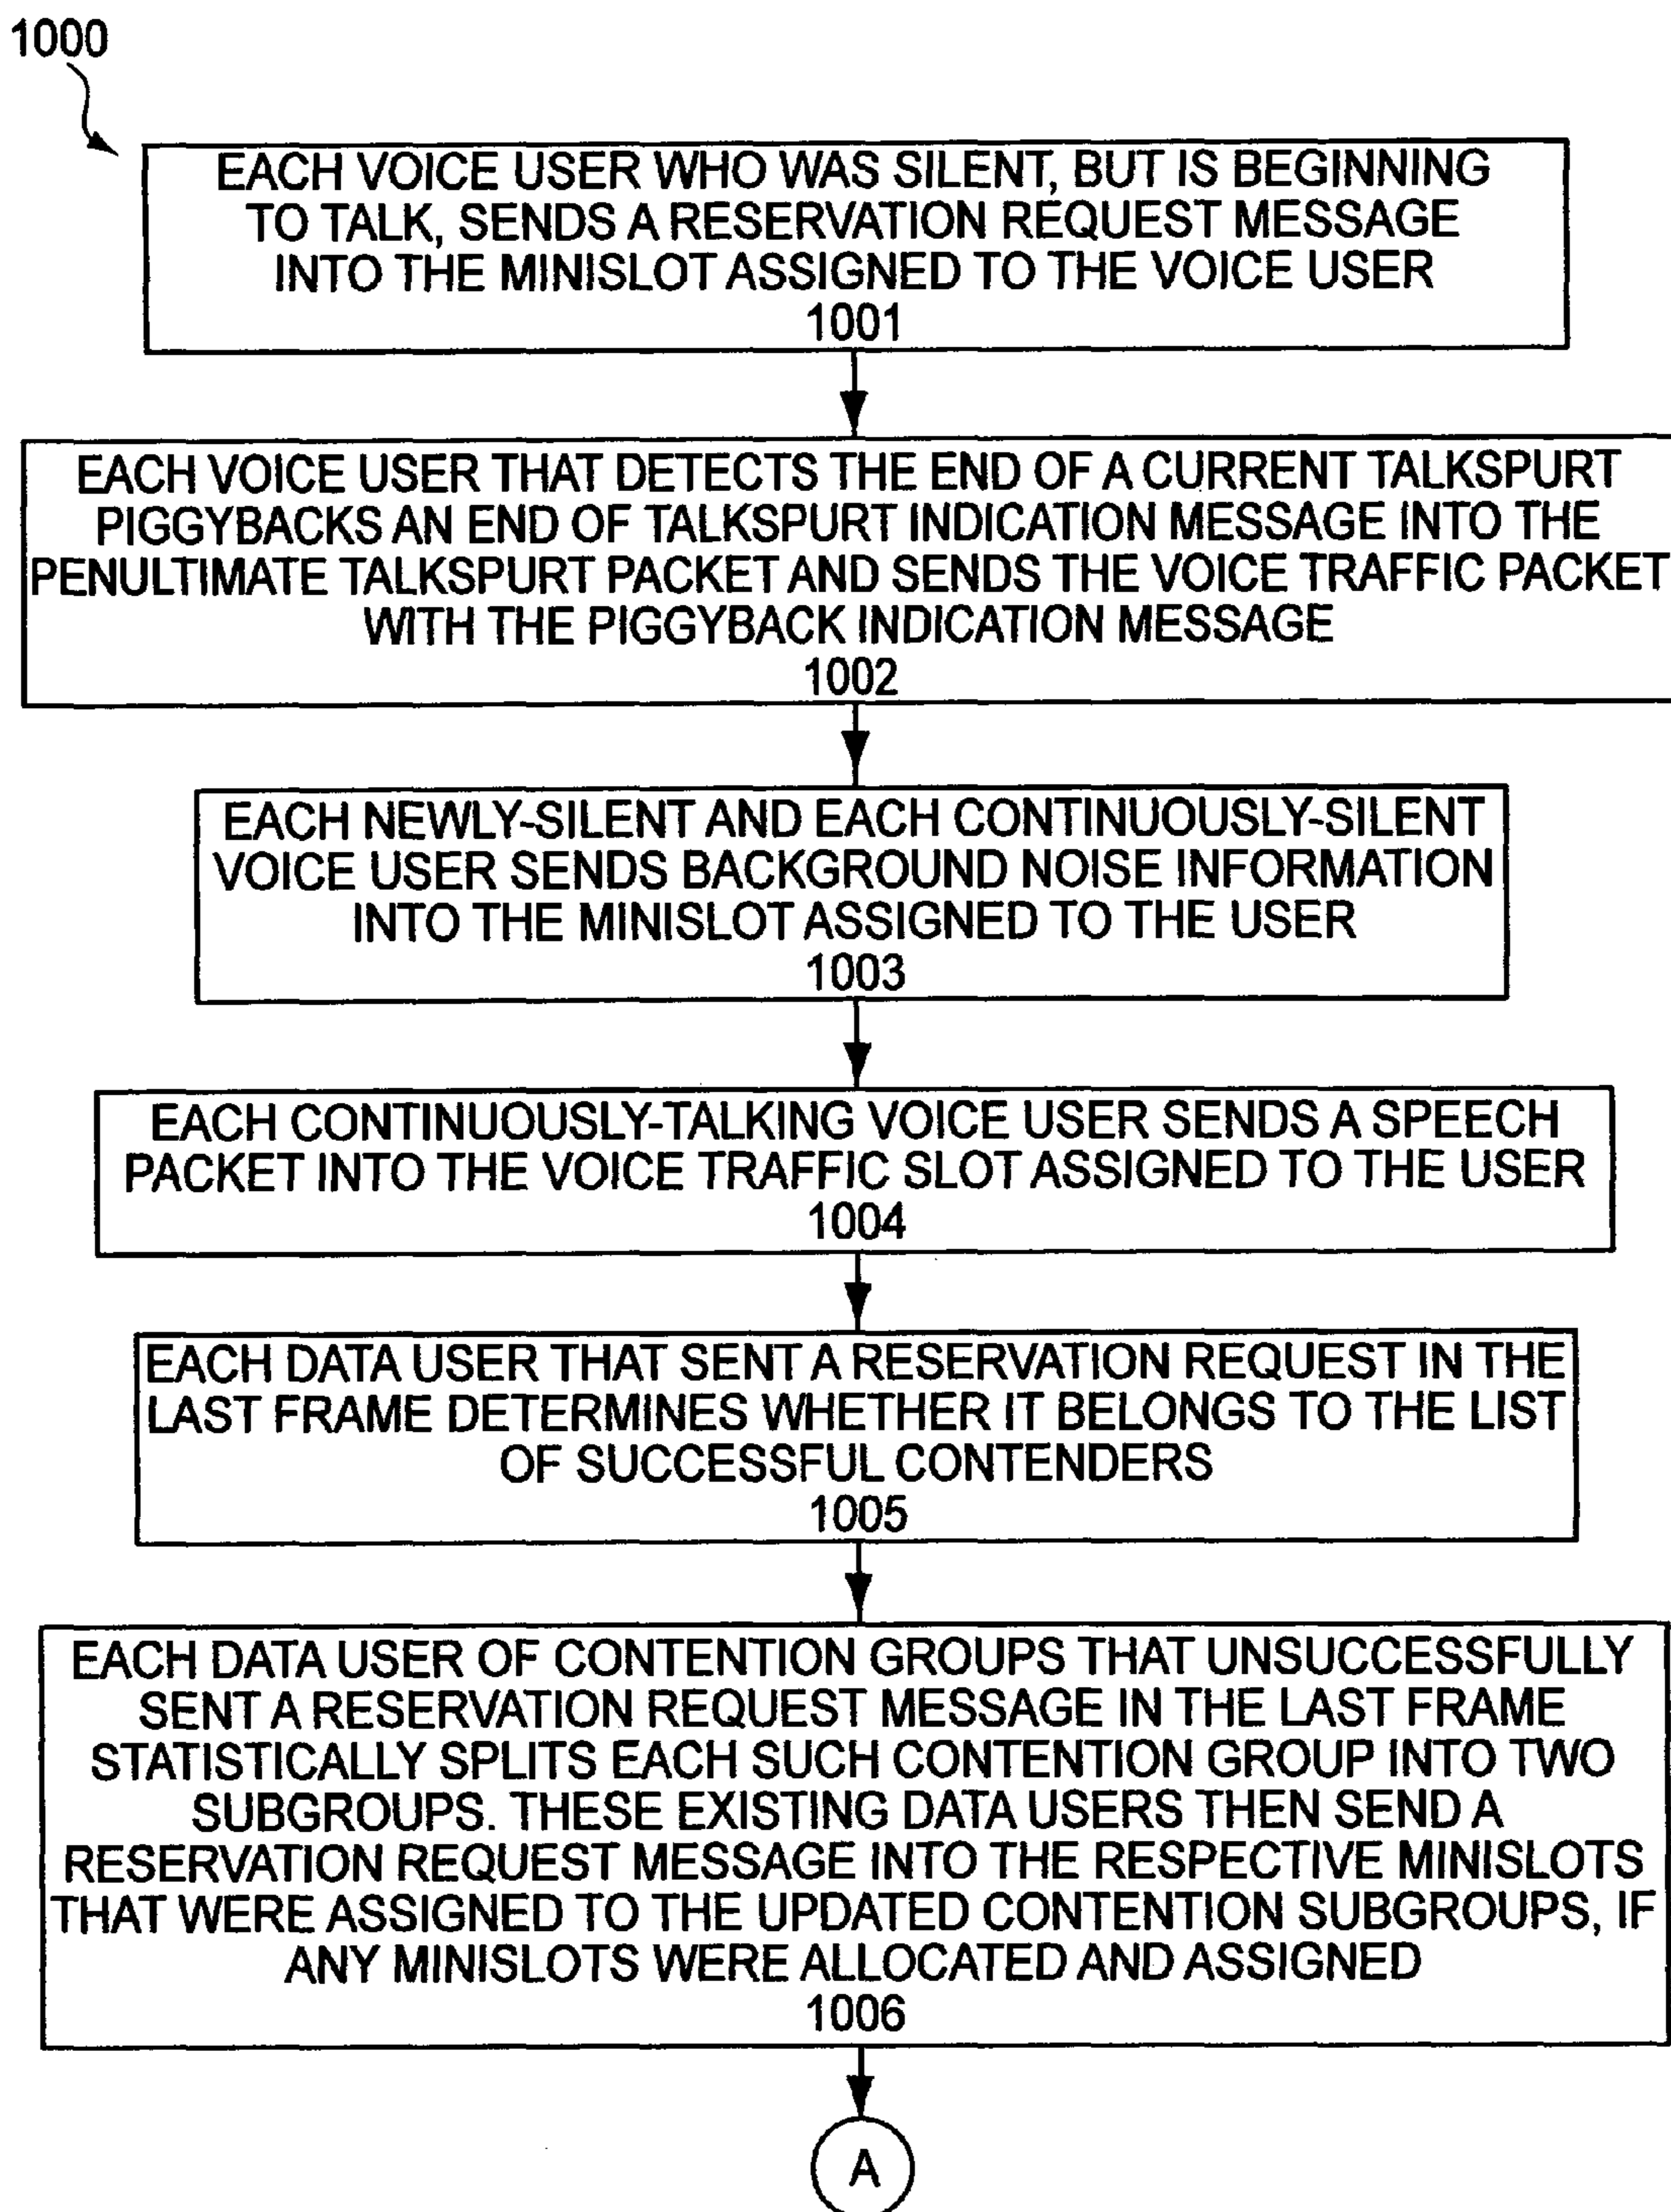 1000
EACH VOICE USER WHO WAS SILENT, BUT IS BEGINNING
TO TALK, SENDS A RESERVATION REQUEST MESSAGE
INTO THE MINISLOT ASSIGNED TO THE VOICE USER
1001
EACH VOICE USER THAT DETECTS THE END OF A CURRENT TALKSPURT
PIGGYBACKS AN END OF TALKSPURT INDICATION MESSAGE INTO THE
PENULTIMATE TALKSPURT PACKET AND SENDS THE VOICE TRAFFIC PACKET
WITH THE PIGGYBACK INDICATION MESSAGE
1002
EACH NEWLY-SILENT AND EACH CONTINUOUSLY-SILENT
VOICE USER SENDS BACKGROUND NOISE INFORMATION
INTO THE MINISLOT ASSIGNED TO THE USER
1003
EACH CONTINUOUSLY-TALKING VOICE USER SENDS A SPEECH
PACKET INTO THE VOICE TRAFFIC SLOT ASSIGNED TO THE USER
1004
EACH DATA USER THAT SENT A RESERVATION REQUEST IN THE
LAST FRAME DETERMINES WHETHER IT BELONGS TO THE LIST
OF SUCCESSFUL CONTENDERS
1005
EACH DATA USER OF CONTENTION GROUPS THAT UNSUCCESSFULLY
SENT A RESERVATION REQUEST MESSAGE IN THE LAST FRAME
STATISTICALLY SPLITS EACH SUCH CONTENTION GROUP INTO TWO
SUBGROUPS. THESE EXISTING DATA USERS THEN SEND A
RESERVATION REQUEST MESSAGE INTO THE RESPECTIVE MINISLOTS
THAT WERE ASSIGNED TO THE UPDATED CONTENTION SUBGROUPS, IF
ANY MINISLOTS WERE ALLOCATED AND ASSIGNED
1006
A